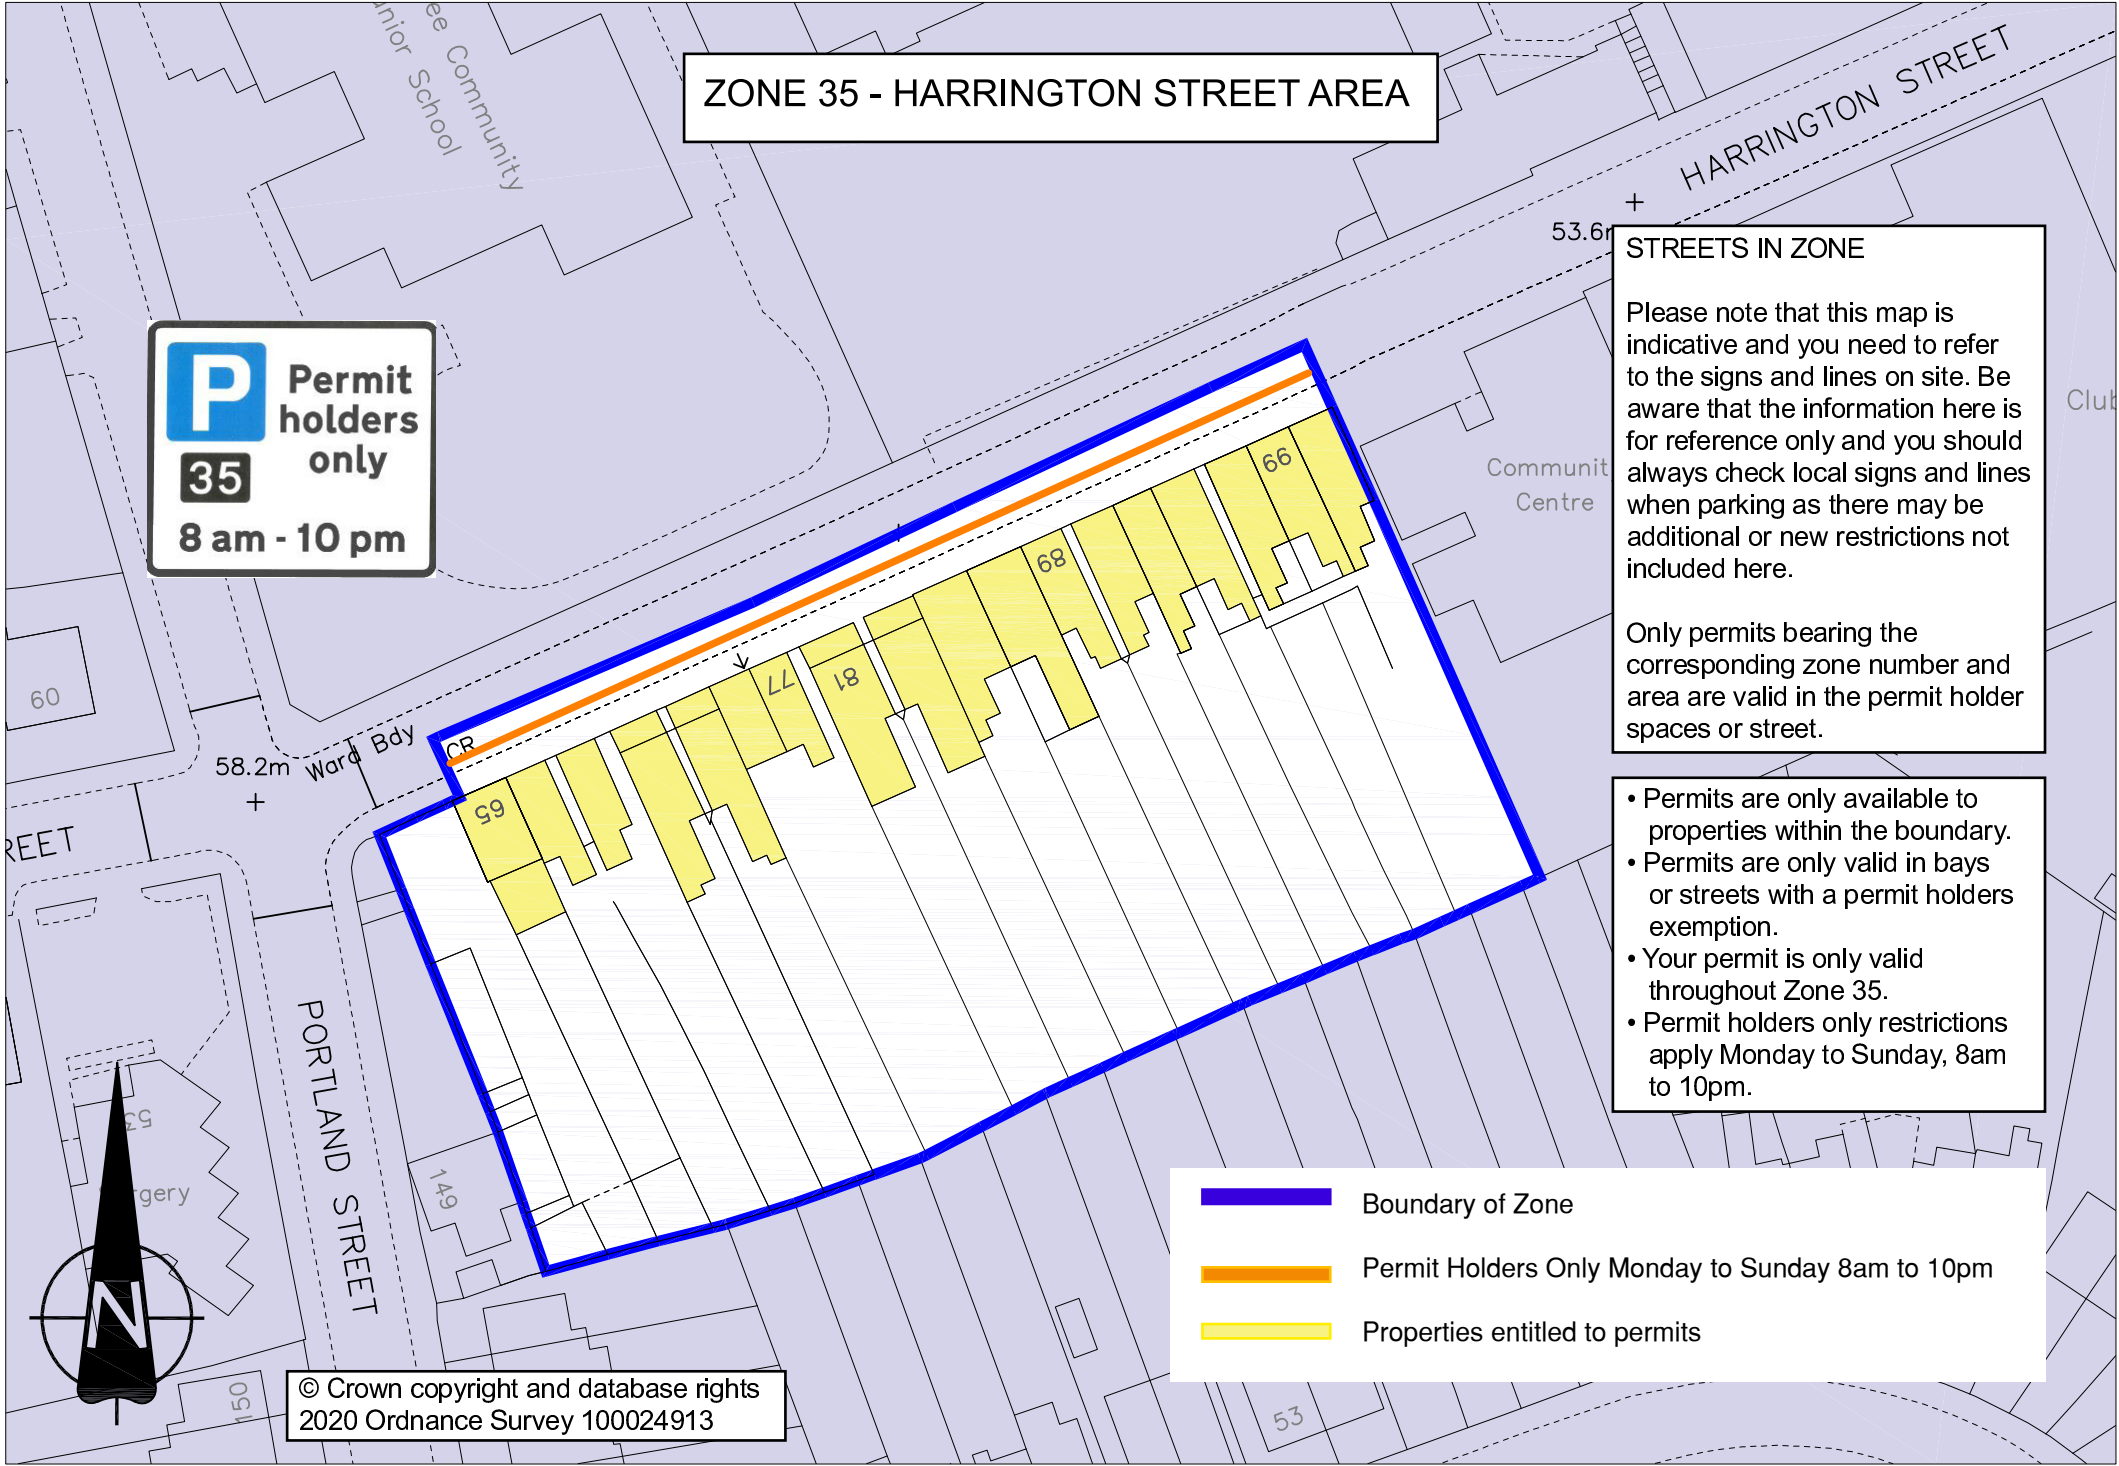 ee Community
unior School
ZONE 35 - HARRINGTON STREET AREA
HARRINGTON STREET
53.6m
P
Permit
holders
only
35
8 am - 10 pm
STREETS IN ZONE
Please note that this map is
indicative and you need to refer
to the signs and lines on site. Be
aware that the information here is
for reference only and you should
always check local signs and lines
when parking as there may be
additional or new restrictions not
included here.
Only permits bearing the
corresponding zone number and
area are valid in the permit holder
spaces or street.
Club
Communit
Centre
99
89
81
77
65
CR
Ward Bdy
58.2m
60
REET
PORTLAND STREET
• Permits are only available to
properties within the boundary.
• Permits are only valid in bays
or streets with a permit holders
exemption.
• Your permit is only valid
throughout Zone 35.
• Permit holders only restrictions
apply Monday to Sunday, 8am
to 10pm.
53
rgery
149
N
150
53
Boundary of Zone
Permit Holders Only Monday to Sunday 8am to 10pm
Properties entitled to permits
© Crown copyright and database rights
2020 Ordnance Survey 100024913